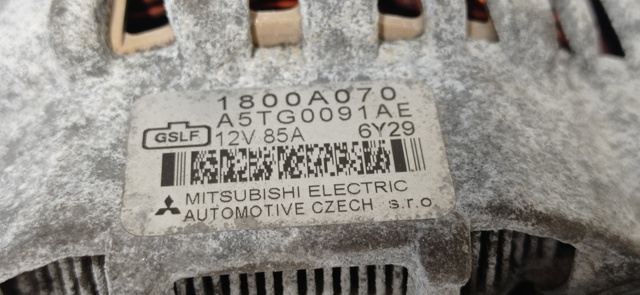 1800A070
A5TG0091AE
GSLF 12V 85A 6Y29
MITSUBISHI ELECTRIC
AUTOMOTIVE CZECH s.r.o